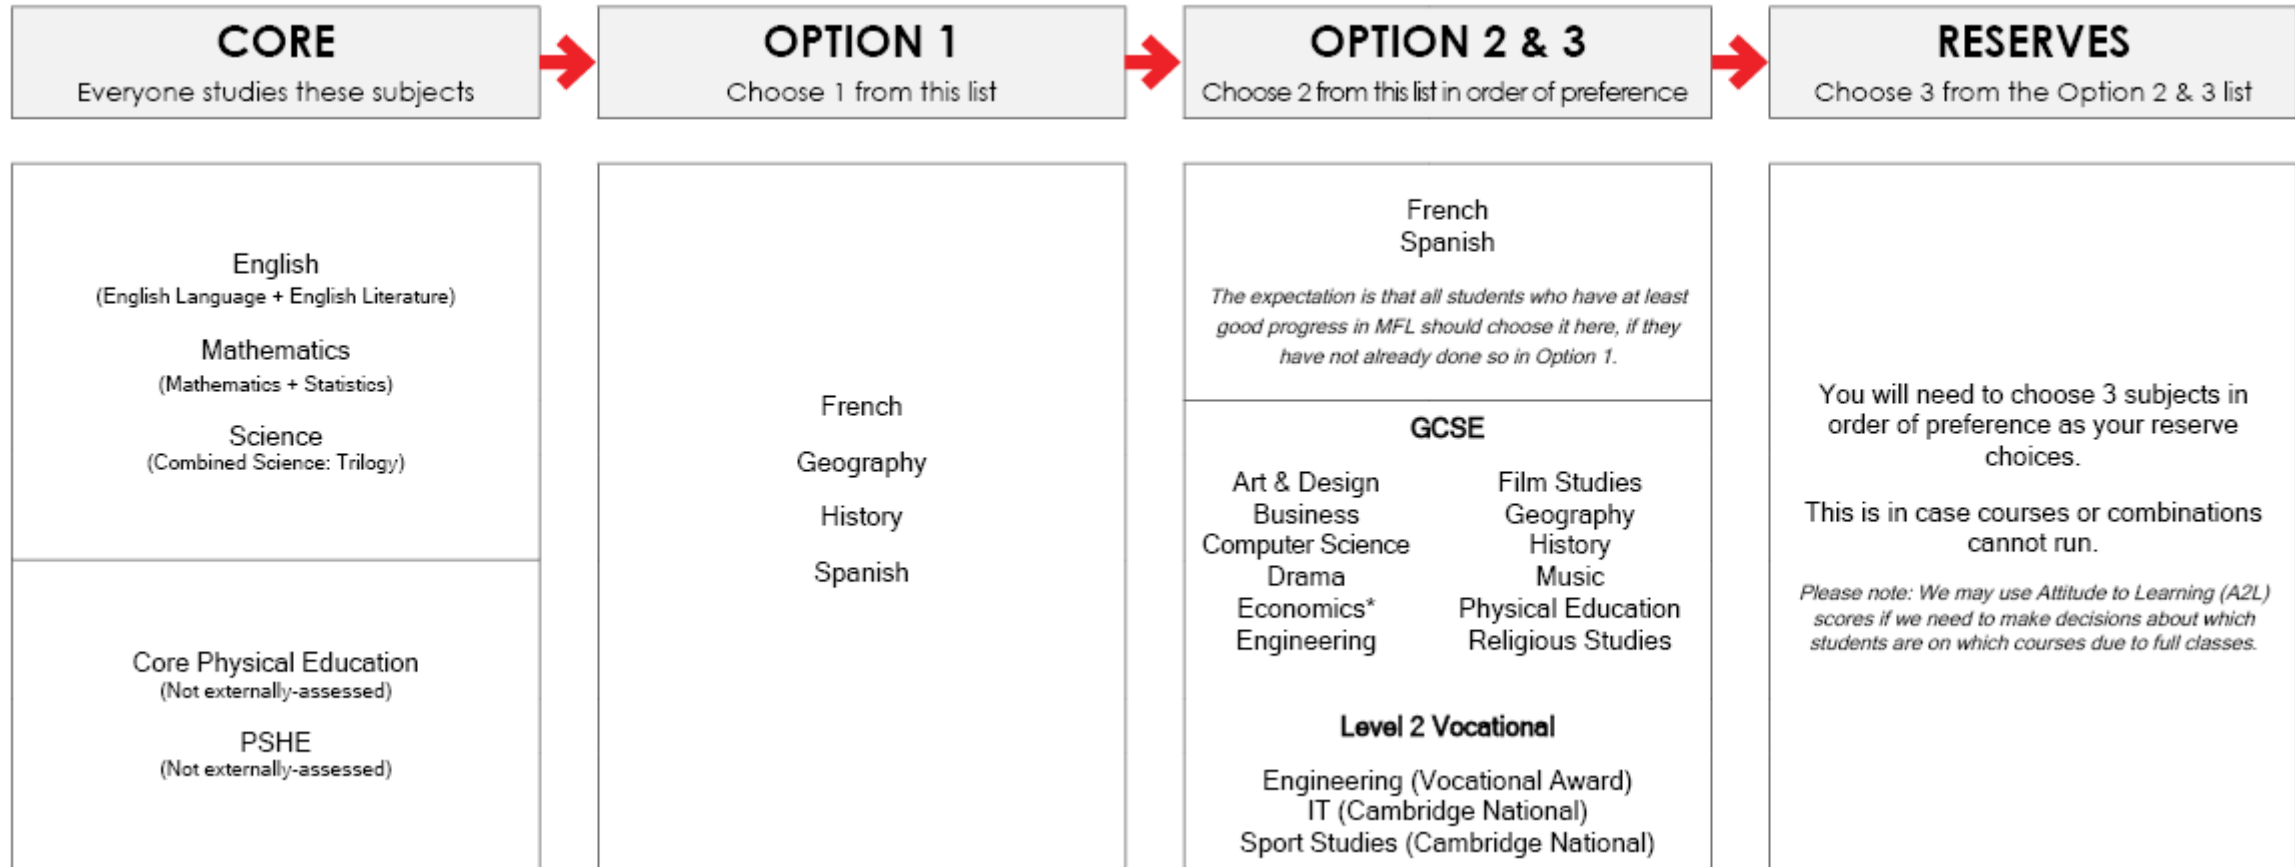 CORE
Everyone studies these subjects
OPTION 1
Choose 1 from this list
OPTION 2 & 3
Choose 2 from this list in order of preference
RESERVES
Choose 3 from the Option 2 & 3 list
English
(English Language + English Literature)
Mathematics
(Mathematics + Statistics)
Science
(Combined Science: Trilogy)
Core Physical Education
(Not externally-assessed)
PSHE
(Not externally-assessed)
French
Geography
History
Spanish
French
Spanish
The expectation is that all students who have at least
good progress in MFL should choose it here, if they
have not already done so in Option 1.
GCSE
Art & Design
Business
Computer Science
Drama
Economics*
Engineering
Film Studies
Geography
History
Music
Physical Education
Religious Studies
Level 2 Vocational
Engineering (Vocational Award)
IT (Cambridge National)
Sport Studies (Cambridge National)
You will need to choose 3 subjects in
order of preference as your reserve
choices.
This is in case courses or combinations
cannot run.
Please note: We may use Attitude to Learning (A2L)
scores if we need to make decisions about which
students are on which courses due to full classes.